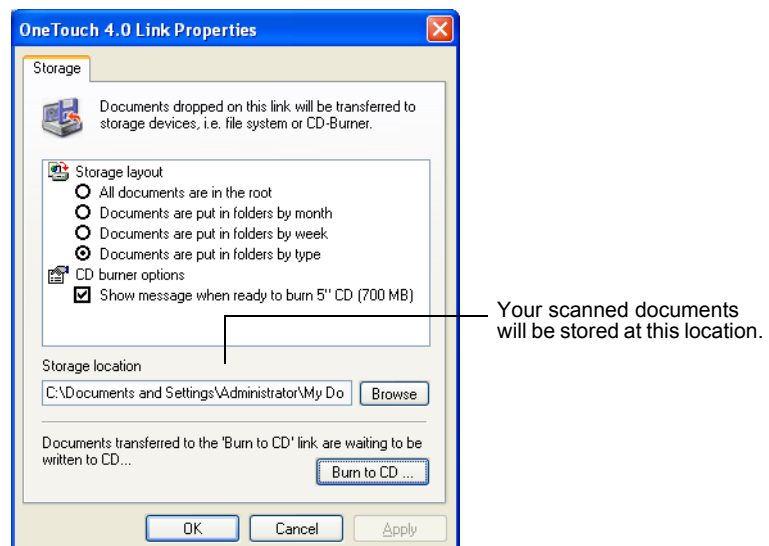 OneTouch 4.0 Link Properties
Storage
Documents dropped on this link will be transferred to
storage devices, i.e. file system or CD-Burner.
Storage layout
All documents are in the root
Documents are put in folders by month
Documents are put in folders by week
Documents are put in folders by type
CD burner options
Show message when ready to burn 5" CD (700 MB)
Your scanned documents
will be stored at this location.
Storage location
C:\Documents and Settings\Administrator\My Do
Browse
Documents transferred to the 'Burn to CD' link are waiting to be
written to CD...
Burn to CD ...
OK
Cancel
Apply